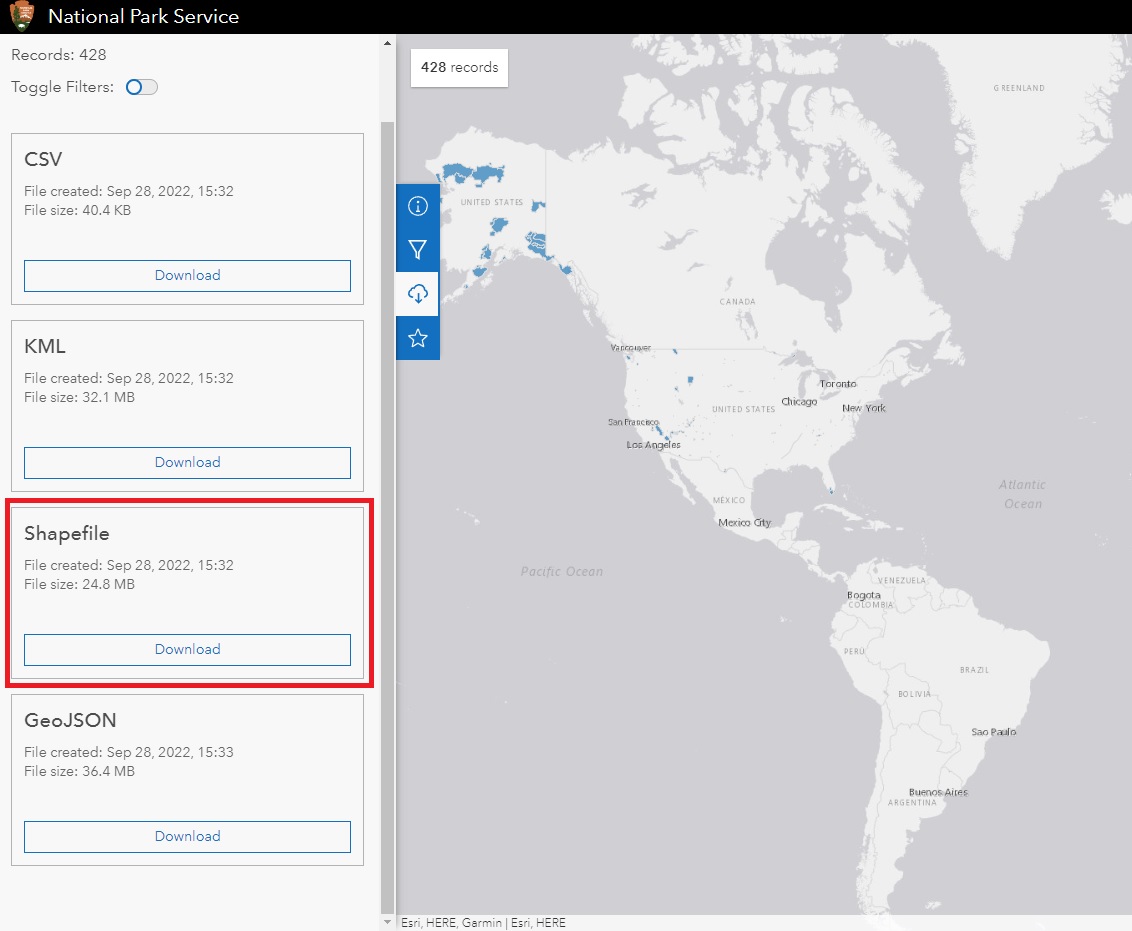 National Park Service
Records: 428
Toggle Filters:
CSV
File created: Sep 28, 2022, 15:32
File size: 40.4 KB
Download
KML
File created: Sep 28, 2022, 15:32
File size: 32.1 MB
Download
Shapefile
File created: Sep 28, 2022, 15:32
File size: 24.8 MB
Download
GeoJSON
File created: Sep 28, 2022, 15:33
File size: 36.4 MB
Download
428 records
GREENLAND
UNITED STATES
CANADA
Vancouver
Toronto
Chicago
New York
UNITED STATES
San Francisco
Los Angeles
MÉXICO
Mexico City
Atlantic
Ocean
Pacific Ocean
VENEZUELA
Bogota
COLOMBIA
PERÚ
BRAZIL
BOLIVIA
Sao Paulo
Buenos Aires
ARGENTINA
Esri, HERE, Garmin | Esri, HERE